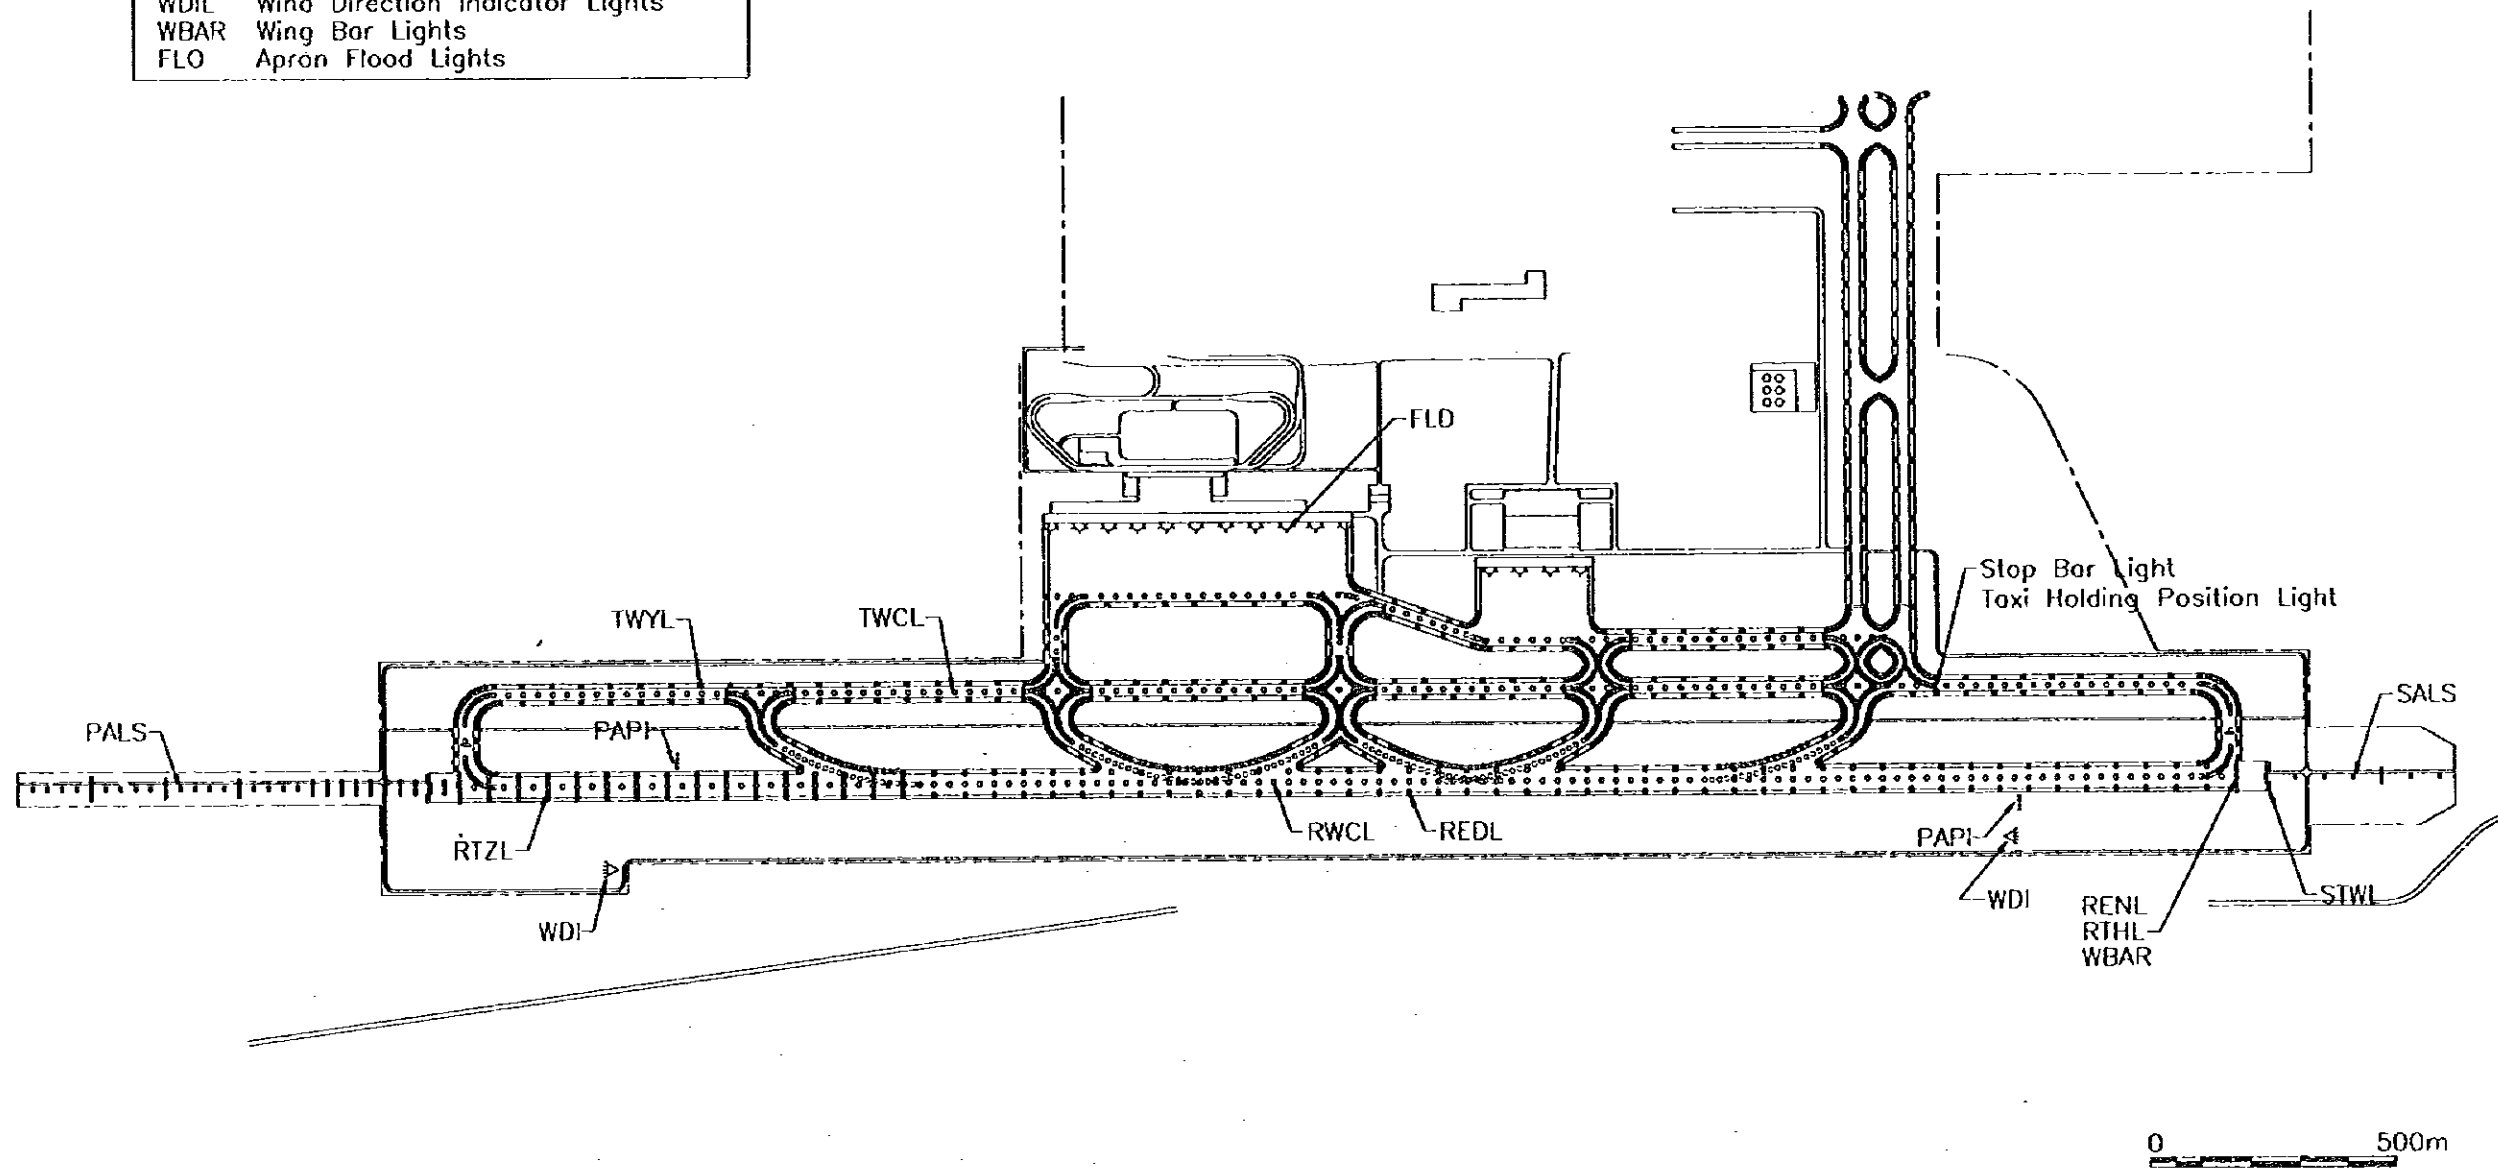 WDIL Wind Direction Indicator Lights
WBAR Wing Bar Lights
FLO Apron Flood Lights
FLO
Stop Bar Light
Taxi Holding Position Light
TWYL
TWCL
SALS
PALS
PAPI
RTZL
RWCL
REDL
PAPI
WDI
WDI
STWL
RENL
RTHL
WBAR
0 500m